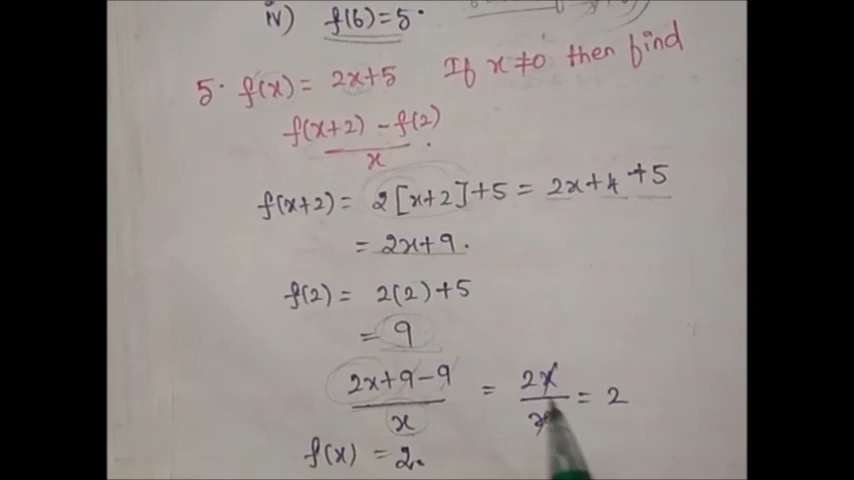 iv) f(6)=5.
5. f(x) = 2x+5 If x≠0 then find
f(x+2) - f(2)
x
f(x+2) = 2[x+2]+5 = 2x+4+5
= 2x+9.
f(2) = 2(2)+5
= 9
2x+9-9 / x = 2x / x = 2
f(x) = 2.